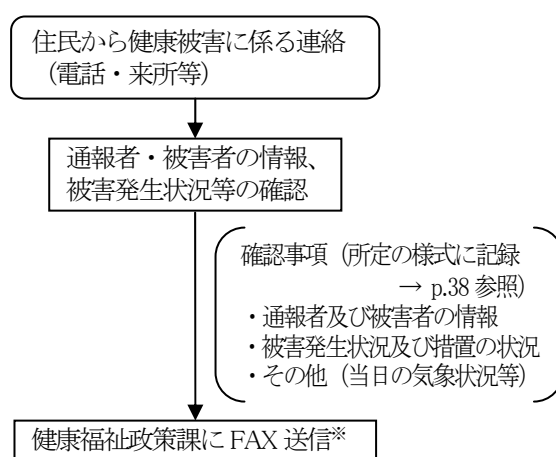 住民から健康被害に係る連絡
（電話・来所等）
通報者・被害者の情報、
被害発生状況等の確認
確認事項（所定の様式に記録
→ p.38 参照）
・通報者及び被害者の情報
・被害発生状況及び措置の状況
・その他（当日の気象状況等）
健康福祉政策課に FAX 送信※